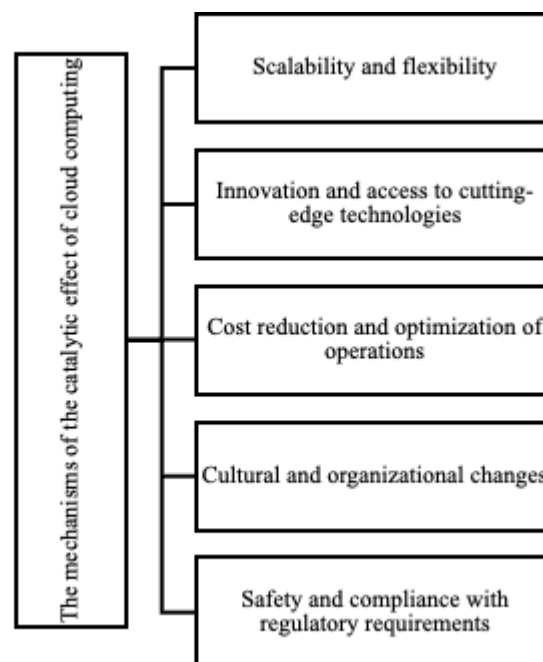 The mechanisms of the catalytic effect of cloud computing
Scalability and flexibility
Innovation and access to cutting-
edge technologies
Cost reduction and optimization of
operations
Cultural and organizational changes
Safety and compliance with
regulatory requirements